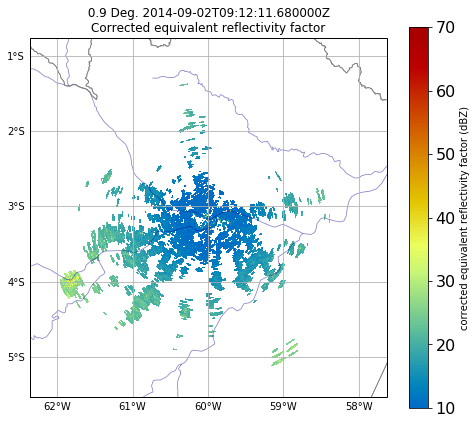 0.9 Deg. 2014-09-02T09:12:11.680000Z
Corrected equivalent reflectivity factor
1°S
2°S
3°S
4°S
5°S
62°W 61°W 60°W 59°W 58°W
70
60
50
40
30
20
10
corrected equivalent reflectivity factor (dBZ)